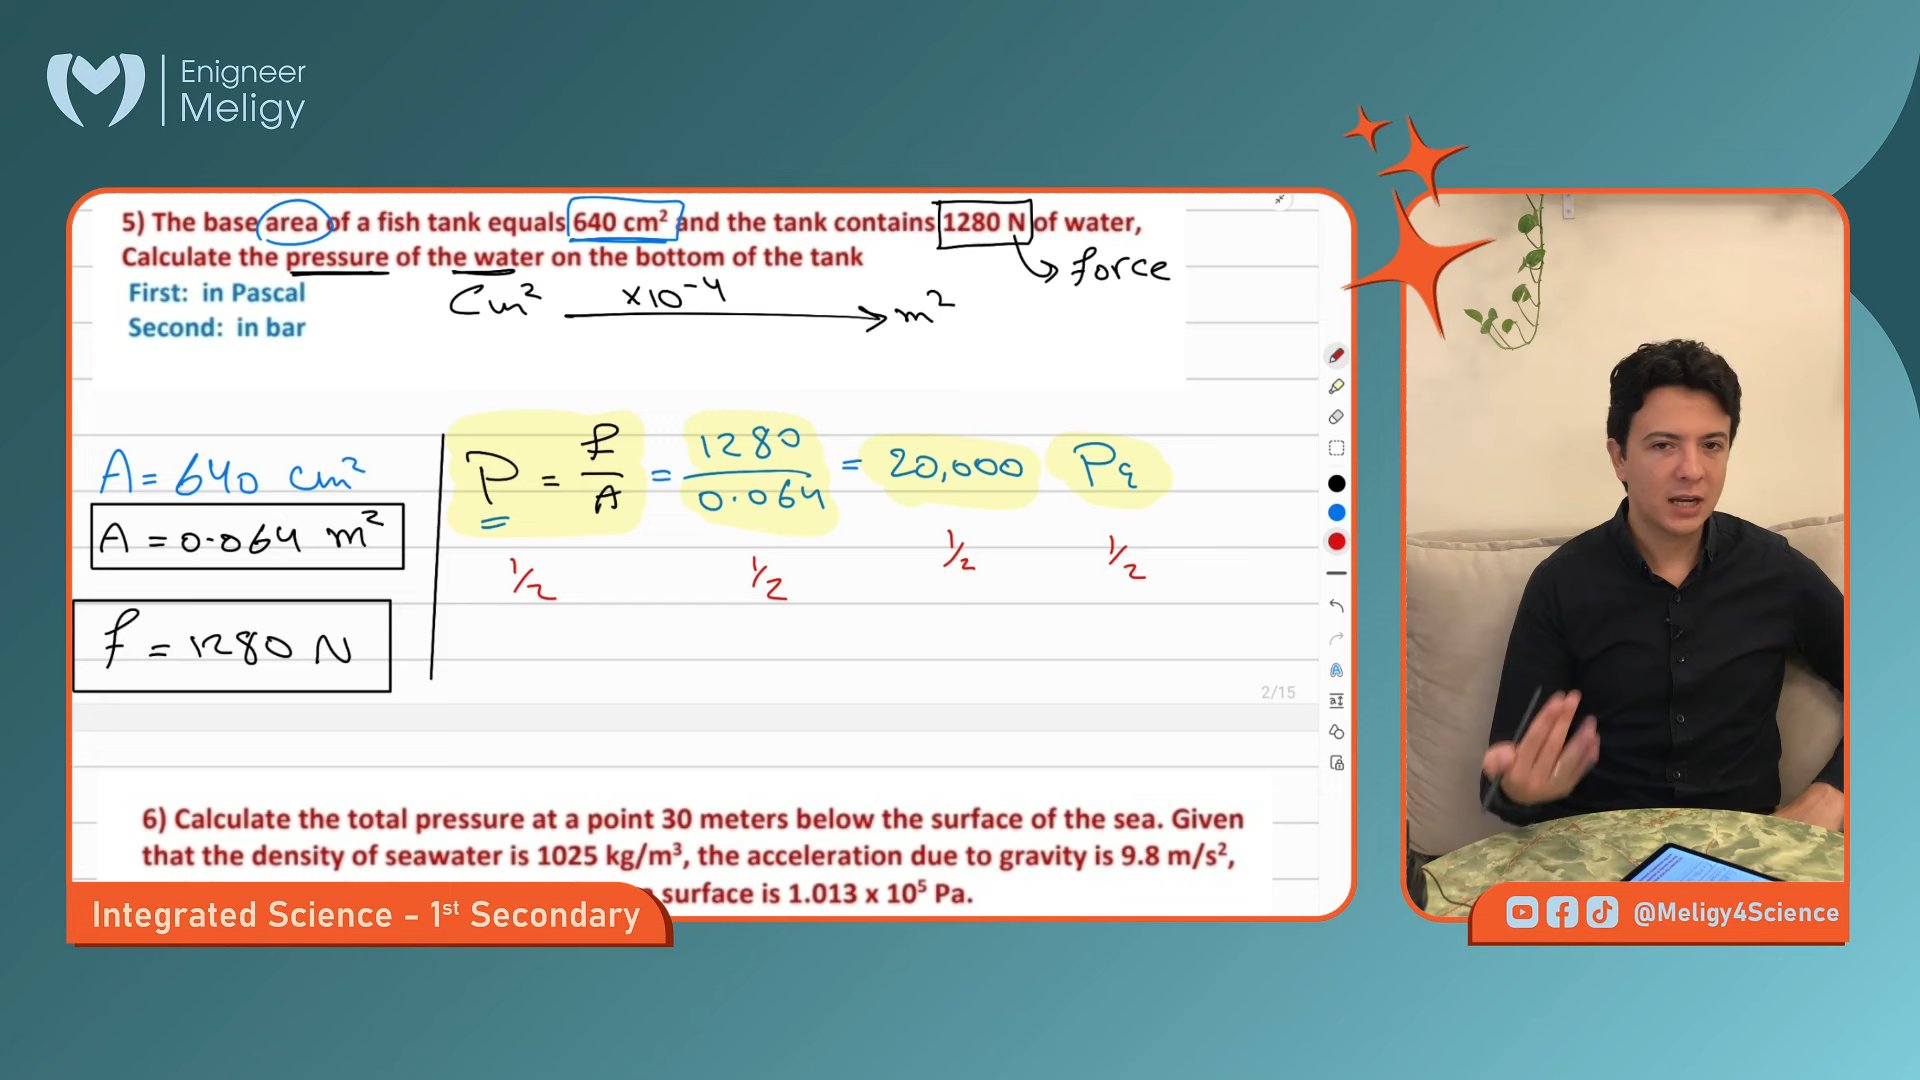 Enigneer
Meligy
5) The base area of a fish tank equals 640 cm² and the tank contains 1280 N of water,
Calculate the pressure of the water on the bottom of the tank
force
First: in Pascal
Cm² ×10⁻⁴ m²
Second: in bar
A = 640 cm²
P = F/A = 1280/0.064 = 20,000 Pa
A = 0.064 m²
1/2 1/2 1/2 1/2
F = 1280 N
2/15
6) Calculate the total pressure at a point 30 meters below the surface of the sea. Given
that the density of seawater is 1025 kg/m³, the acceleration due to gravity is 9.8 m/s²,
surface is 1.013 x 10⁵ Pa.
Integrated Science - 1st Secondary
@Meligy4Science